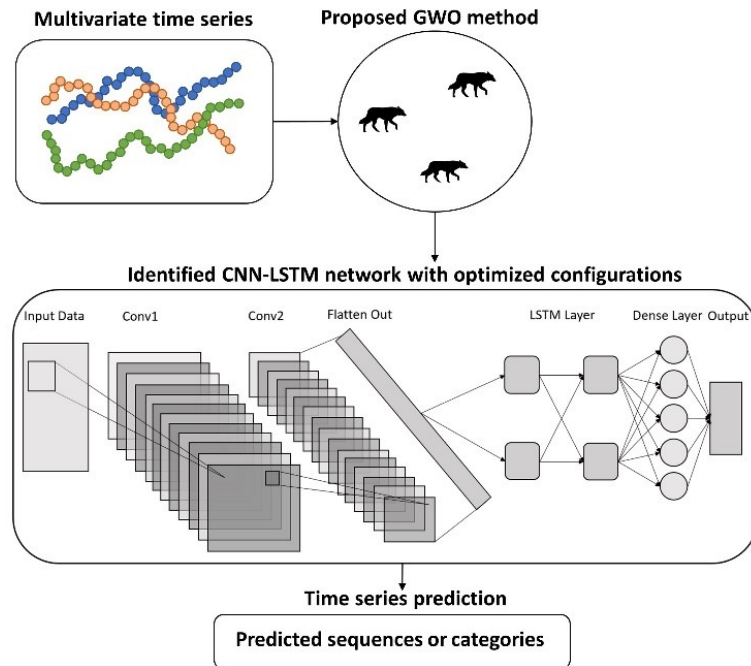 Multivariate time series
Proposed GWO method
Identified CNN-LSTM network with optimized configurations
Input Data
Conv1
Conv2
Flatten Out
LSTM Layer
Dense Layer
Output
Time series prediction
Predicted sequences or categories